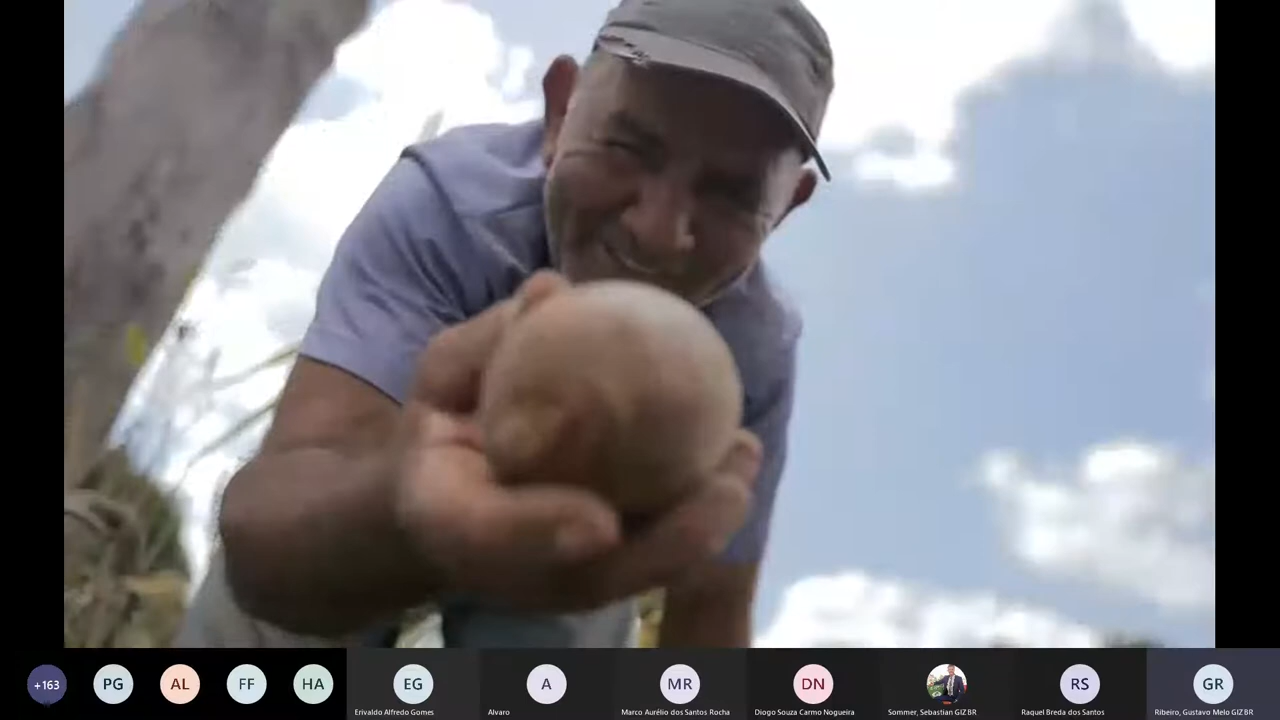 +163
PG
AL
FF
HA
EG
A
MR
DN
RS
GR
Erivaldo Alfredo Gomes
Alvaro
Marco Aurélio dos Santos Rocha
Diogo Souza Carmo Nogueira
Sommer, Sebastian GIZ BR
Raquel Breda dos Santos
Ribeiro, Gustavo Melo GIZ BR